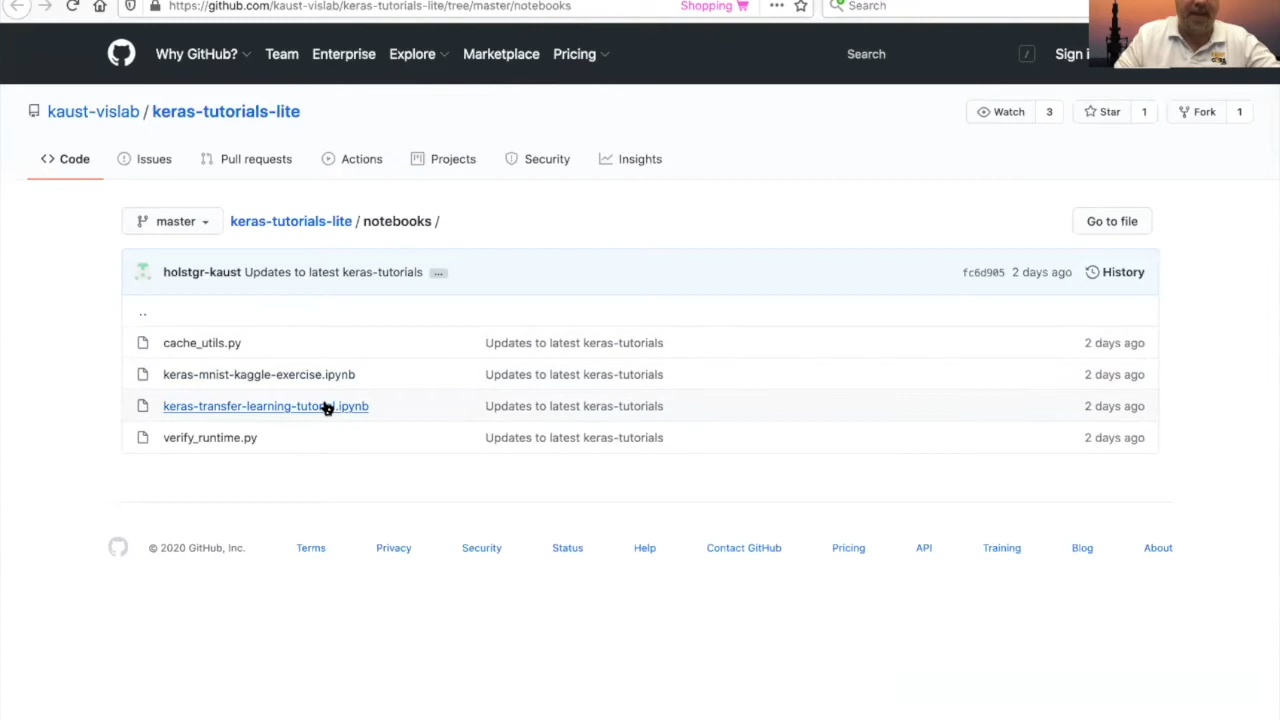 https://github.com/kaust-vislab/keras-tutorials-lite/tree/master/notebooks Shopping Search
Why GitHub? Team Enterprise Explore Marketplace Pricing Search / Sign i
kaust-vislab / keras-tutorials-lite Watch 3 Star 1 Fork 1
Code Issues Pull requests Actions Projects Security Insights
master keras-tutorials-lite / notebooks / Go to file
holstgr-kaust Updates to latest keras-tutorials ... fc6d905 2 days ago History
..
cache_utils.py Updates to latest keras-tutorials 2 days ago
keras-mnist-kaggle-exercise.ipynb Updates to latest keras-tutorials 2 days ago
keras-transfer-learning-tutorial.ipynb Updates to latest keras-tutorials 2 days ago
verify_runtime.py Updates to latest keras-tutorials 2 days ago
© 2020 GitHub, Inc. Terms Privacy Security Status Help Contact GitHub Pricing API Training Blog About